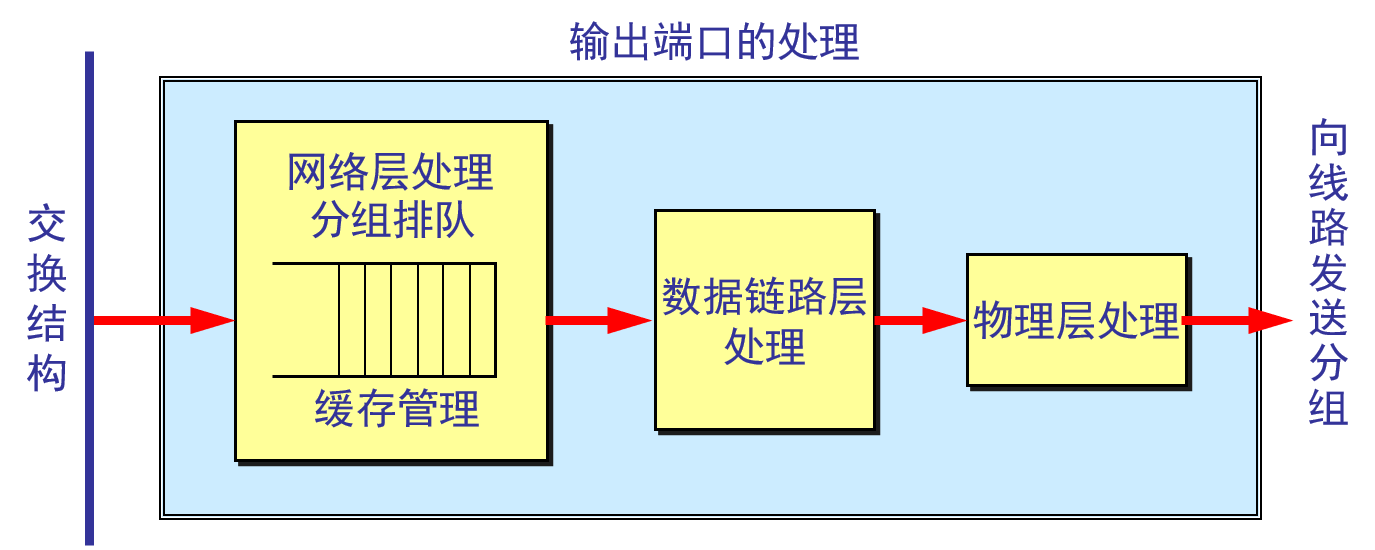 输出端口的处理
交换结构
网络层处理
分组排队
缓存管理
数据链路层
处理
物理层处理
向线路发送分组